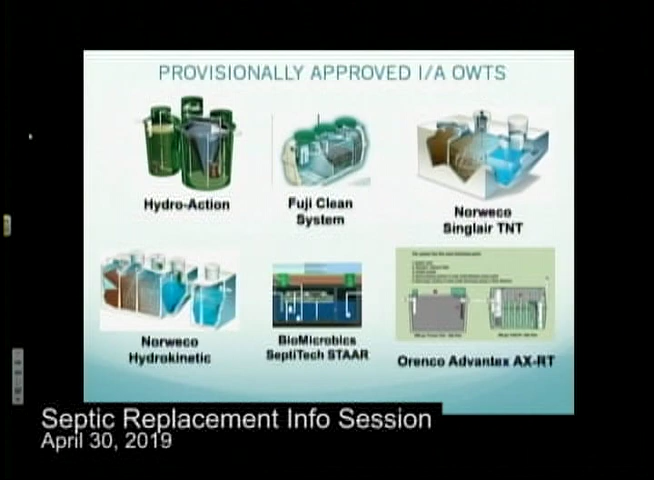 PROVISIONALLY APPROVED I/A OWTS
Hydro-Action
Fuji Clean
System
Norweco
Singlair TNT
Norweco
Hydrokinetic
BioMicrobics
SeptiTech STAAR
Orenco Advantex AX-RT
Septic Replacement Info Session
April 30, 2019